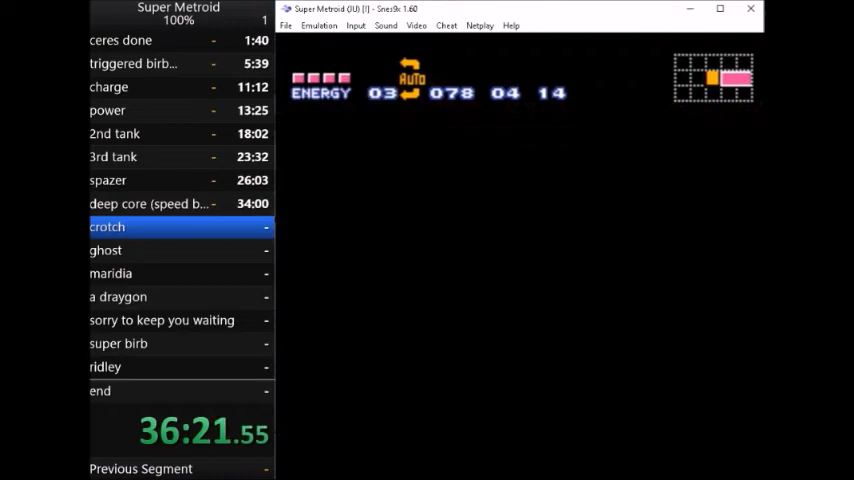 Super Metroid
100% 1
ceres done - 1:40
triggered birb... - 5:39
charge - 11:12
power - 13:25
2nd tank - 18:02
3rd tank - 23:32
spazer - 26:03
deep core (speed b... - 34:00
crotch -
ghost -
maridia -
a draygon -
sorry to keep you waiting -
super birb -
ridley -
end -
36:21.55
Previous Segment -
Super Metroid (JU) [!] - Snes9x 1.60
File Emulation Input Sound Video Cheat Netplay Help
AUTO
ENERGY 03 078 04 14